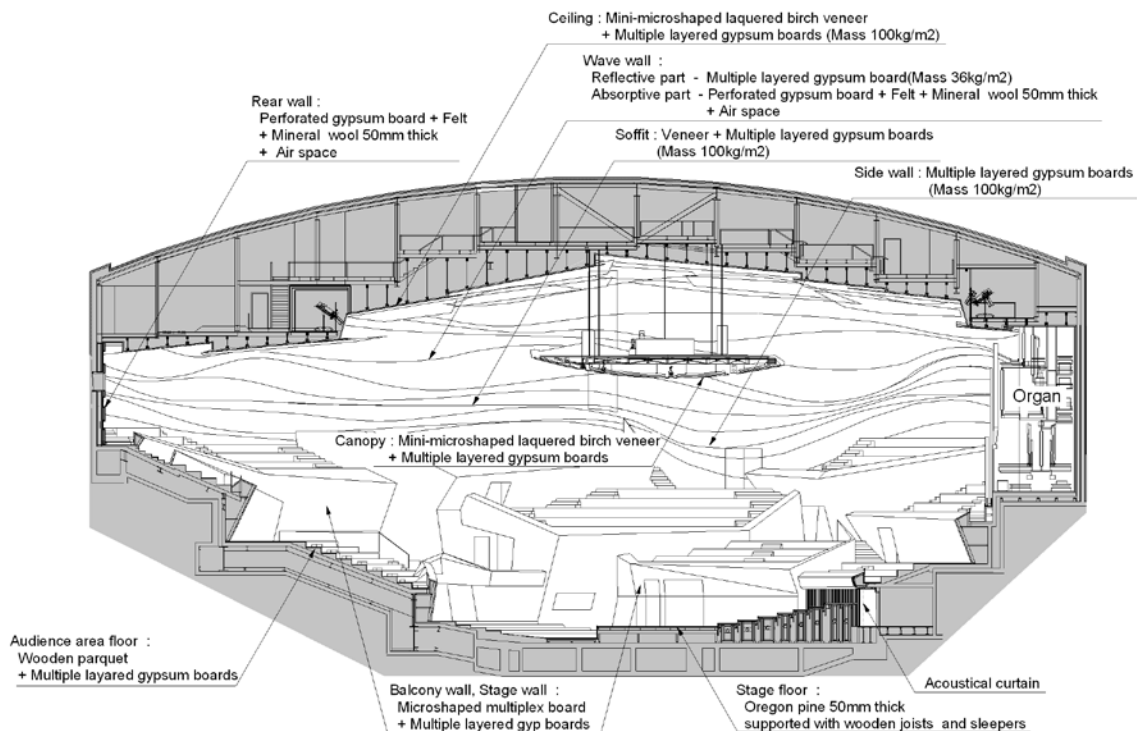 Ceiling : Mini-microshaped laquered birch veneer
+ Multiple layered gypsum boards (Mass 100kg/m2)
Wave wall :
Reflective part - Multiple layered gypsum board(Mass 36kg/m2)
Absorptive part - Perforated gypsum board + Felt + Mineral wool 50mm thick
+ Air space
Rear wall :
Perforated gypsum board + Felt
+ Mineral wool 50mm thick
+ Air space
Soffit : Veneer + Multiple layered gypsum boards
(Mass 100kg/m2)
Side wall : Multiple layered gypsum boards
(Mass 100kg/m2)
Organ
Canopy : Mini-microshaped laquered birch veneer
+ Multiple layered gypsum boards
Audience area floor :
Wooden parquet
+ Multiple layared gypsum boards
Balcony wall, Stage wall :
Microshaped multiplex board
+ Multiple layered gyp boards
Stage floor :
Oregon pine 50mm thick
supported with wooden joists and sleepers
Acoustical curtain